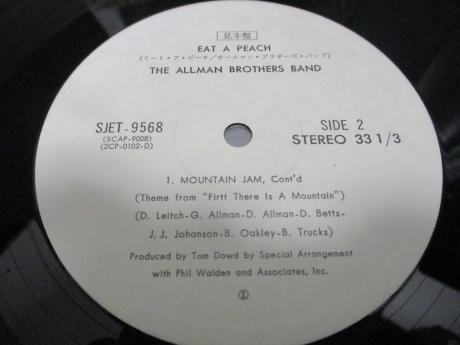 見本盤
EAT A PEACH
(イート・ア・ピーチ/オールマン・ブラザーズ・バンド)
THE ALLMAN BROTHERS BAND
SJET-9568
(SCAP-9008)
(2CP-0102-D)
SIDE 2
STEREO 33 1/3
1. MOUNTAIN JAM, Cont'd
(Theme from "Firtt There Is A Mountain")
(D. Leitch-G. Allman-D. Allman-D. Betts-
J. J. Johanson-B. Oakley-B. Trucks)
Produced by Tom Dowd by Special Arrangement
with Phil Walden and Associates, Inc.
①